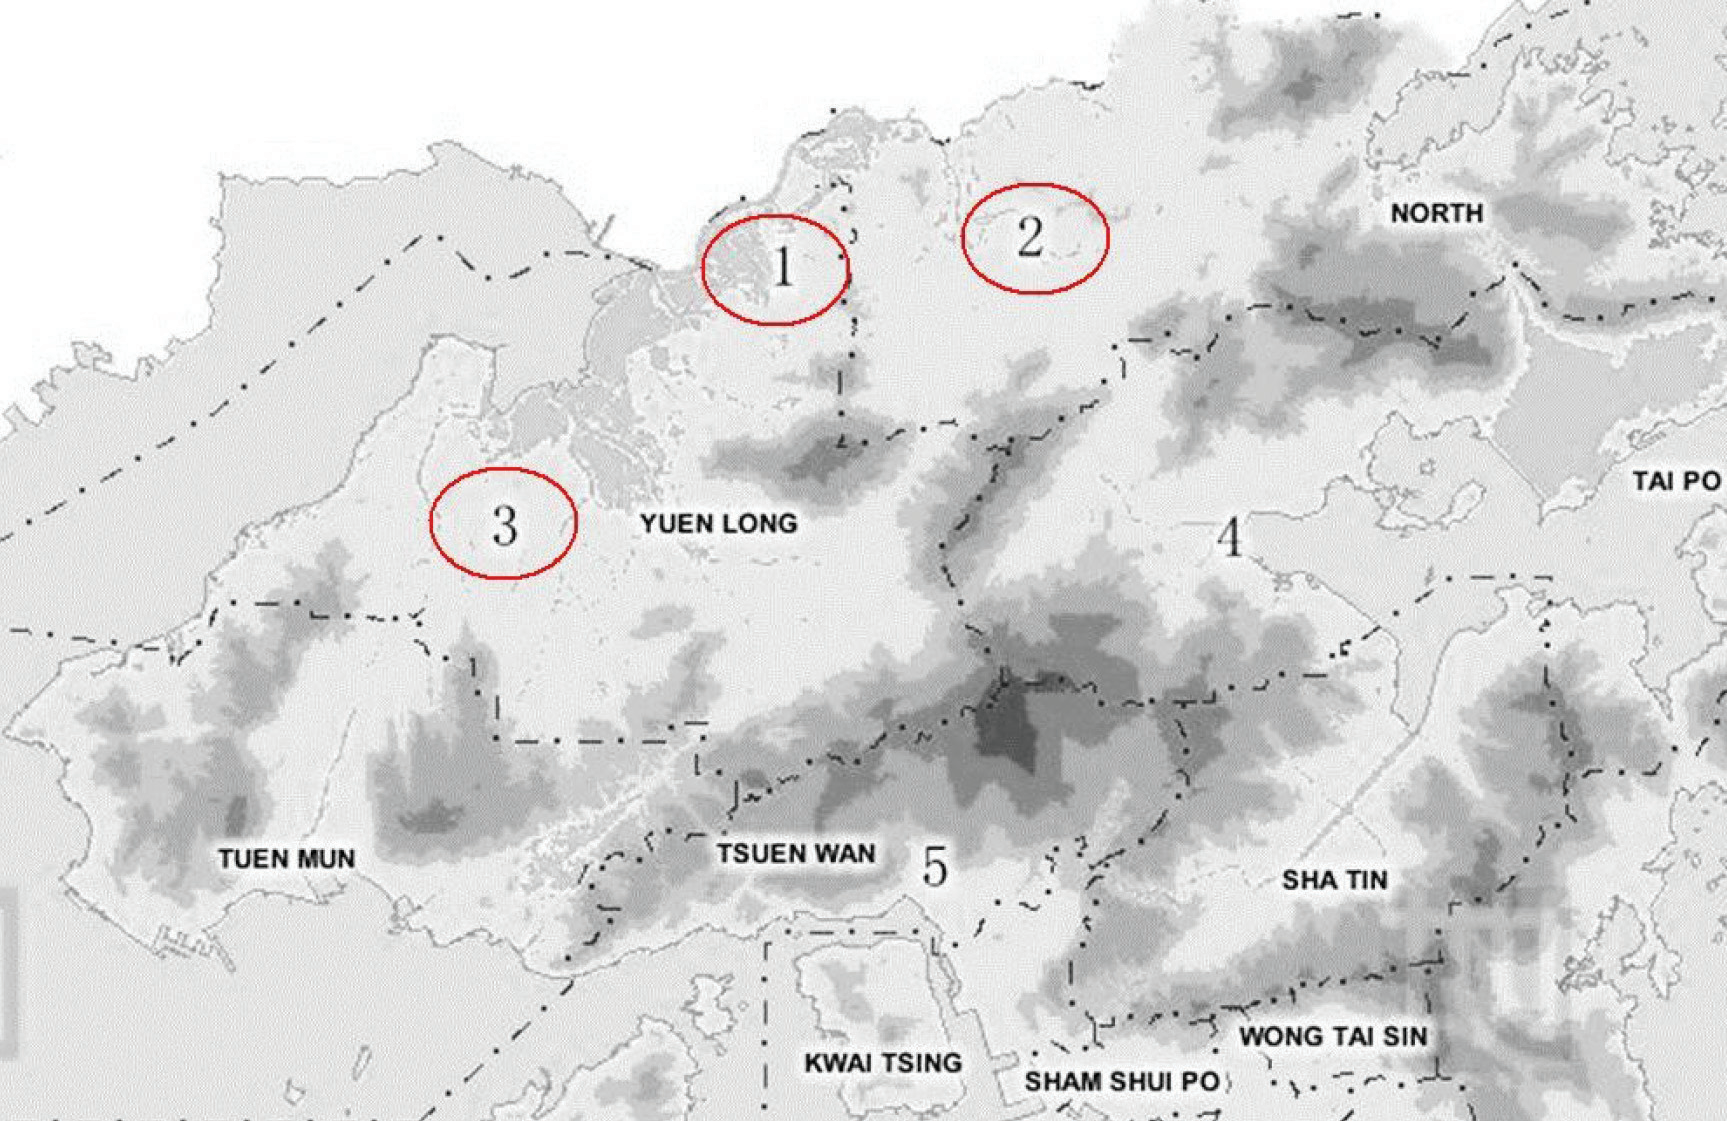 NORTH
2
1
TAI PO
3
YUEN LONG
4
TUEN MUN
TSUEN WAN
5
SHA TIN
WONG TAI SIN
KWAI TSING
SHAM SHUI PO